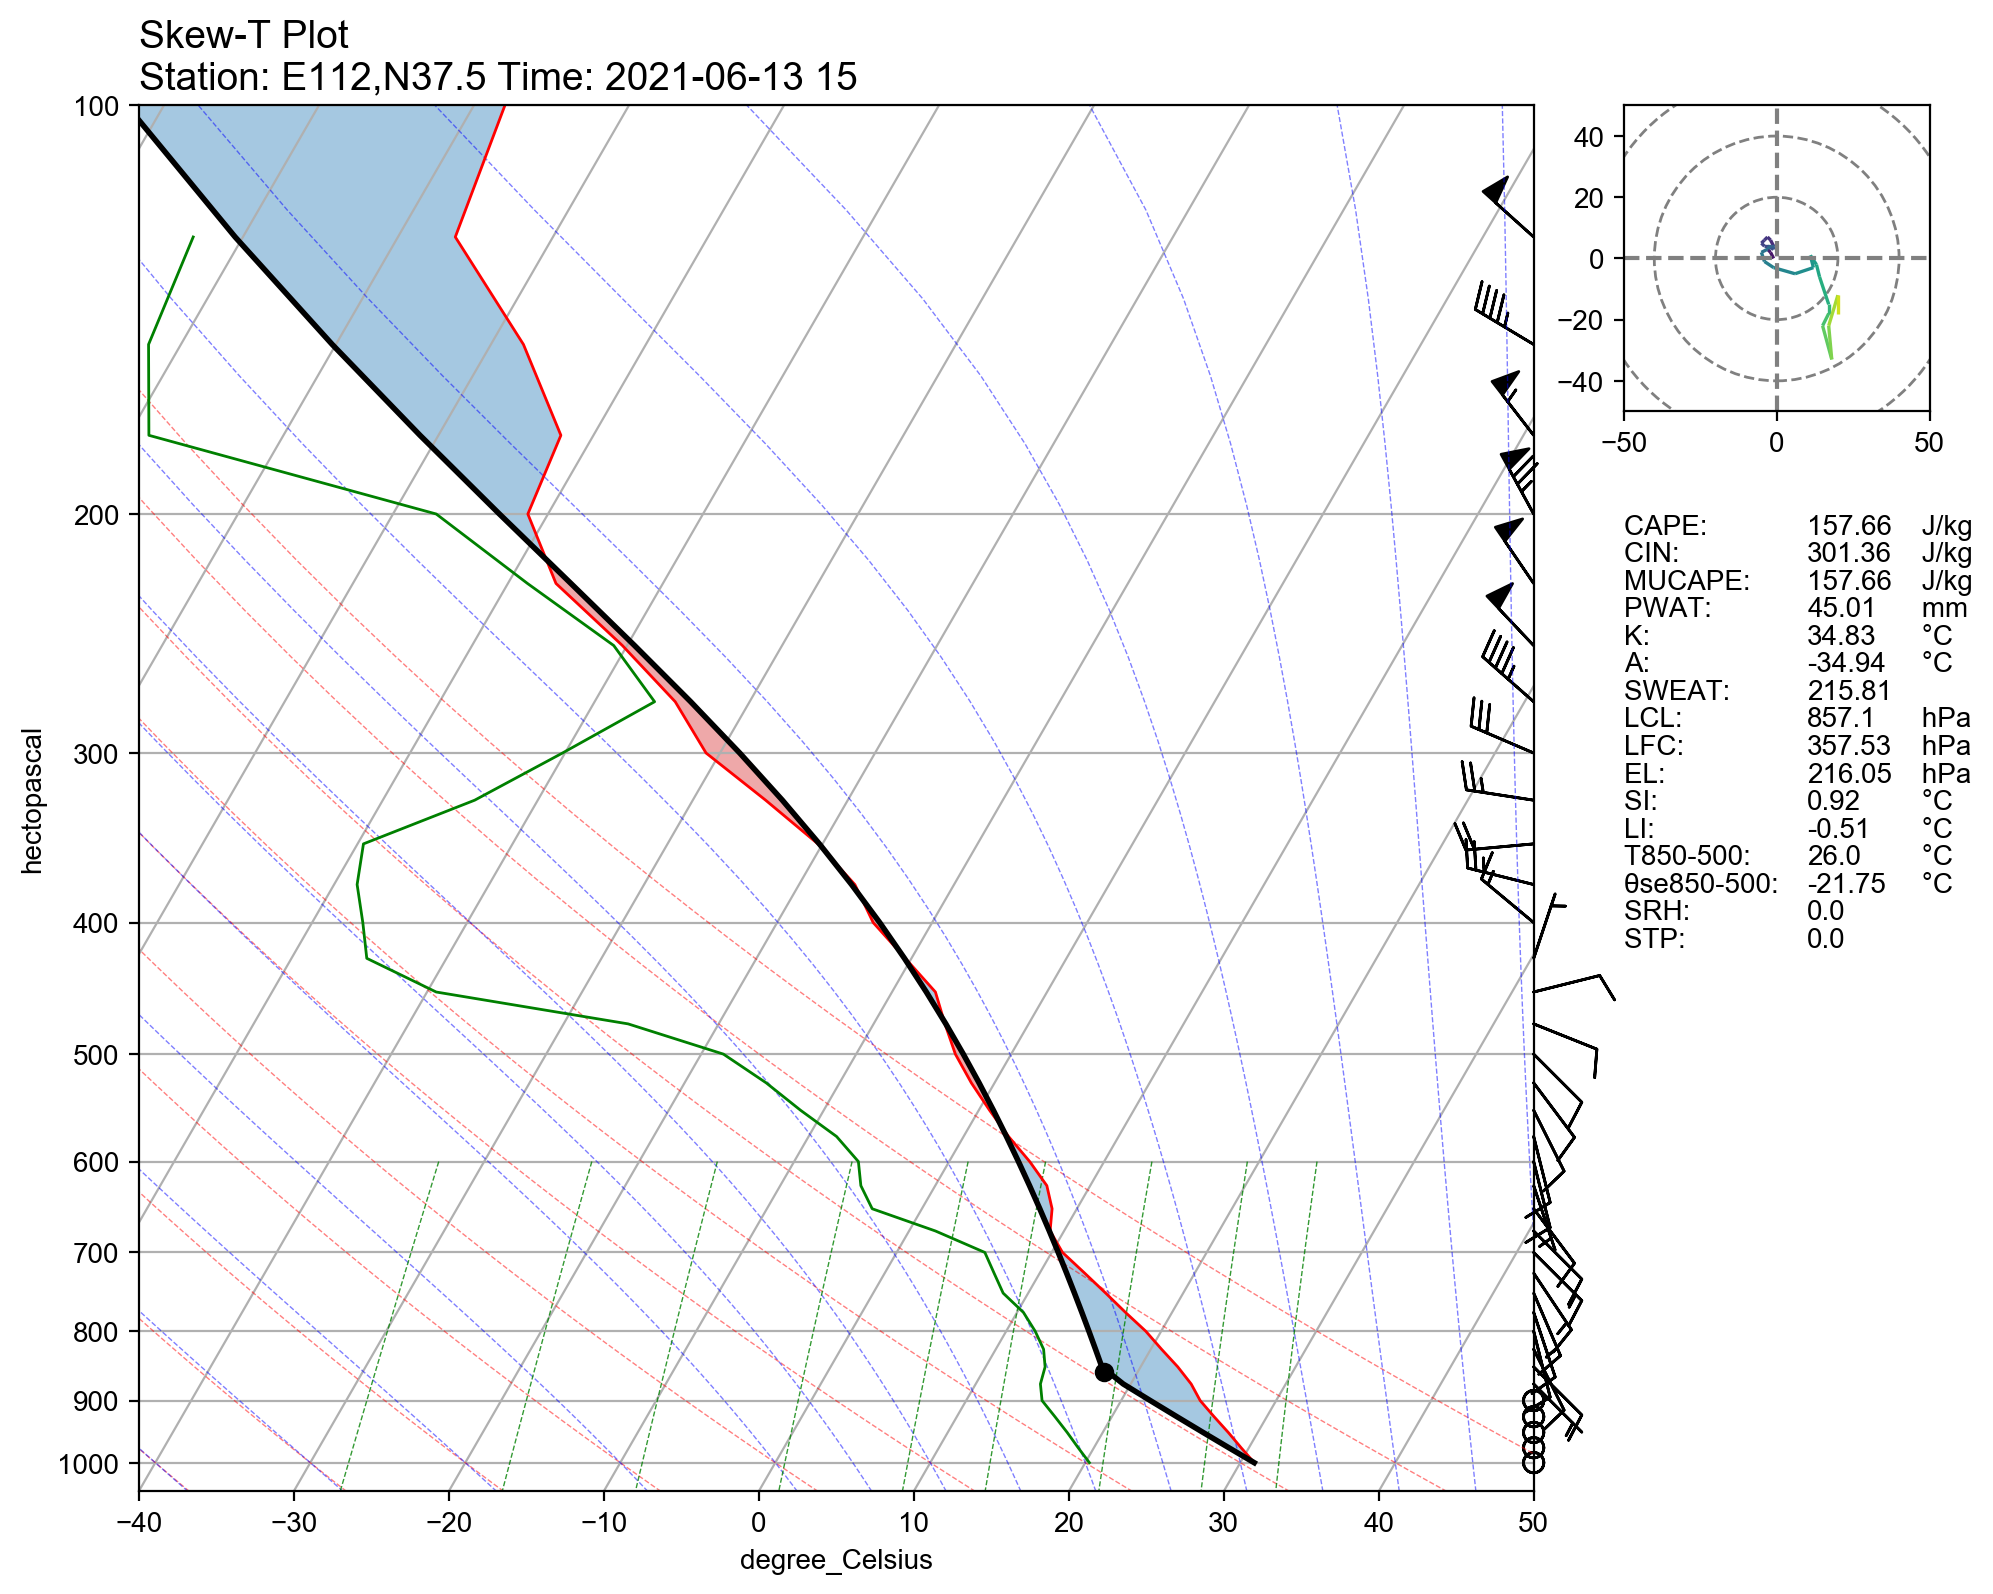 Skew-T Plot
Station: E112,N37.5 Time: 2021-06-13 15
100
200
300
400
500
600
700
800
900
1000
hectopascal
−40
−30
−20
−10
0
10
20
30
40
50
degree_Celsius
40
20
0
−20
−40
−50
0
50
CAPE: 157.66 J/kg
CIN: 301.36 J/kg
MUCAPE: 157.66 J/kg
PWAT: 45.01 mm
K: 34.83 °C
A: -34.94 °C
SWEAT: 215.81
LCL: 857.1 hPa
LFC: 357.53 hPa
EL: 216.05 hPa
SI: 0.92 °C
LI: -0.51 °C
T850-500: 26.0 °C
θse850-500: -21.75 °C
SRH: 0.0
STP: 0.0